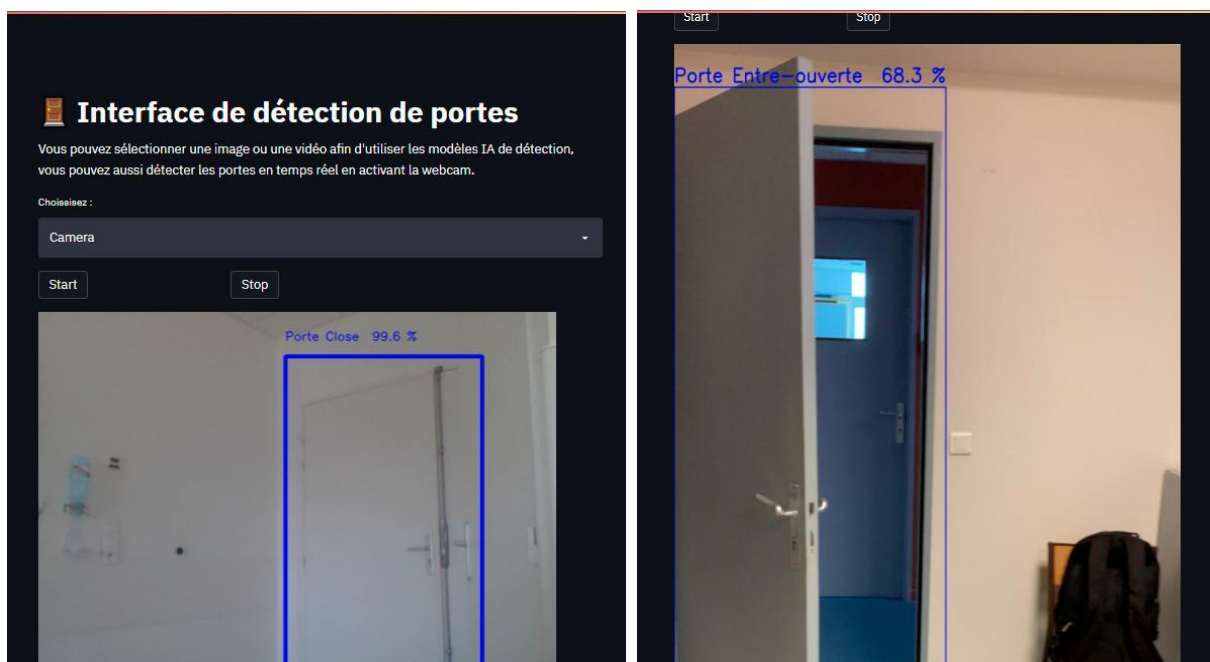 Interface de détection de portes
Vous pouvez sélectionner une image ou une vidéo afin d'utiliser les modèles IA de détection,
vous pouvez aussi détecter les portes en temps réel en activant la webcam.
Choissisez :
Camera
Start
Stop
Porte Close 99.6 %
Start
Stop
Porte Entre-ouverte 68.3 %